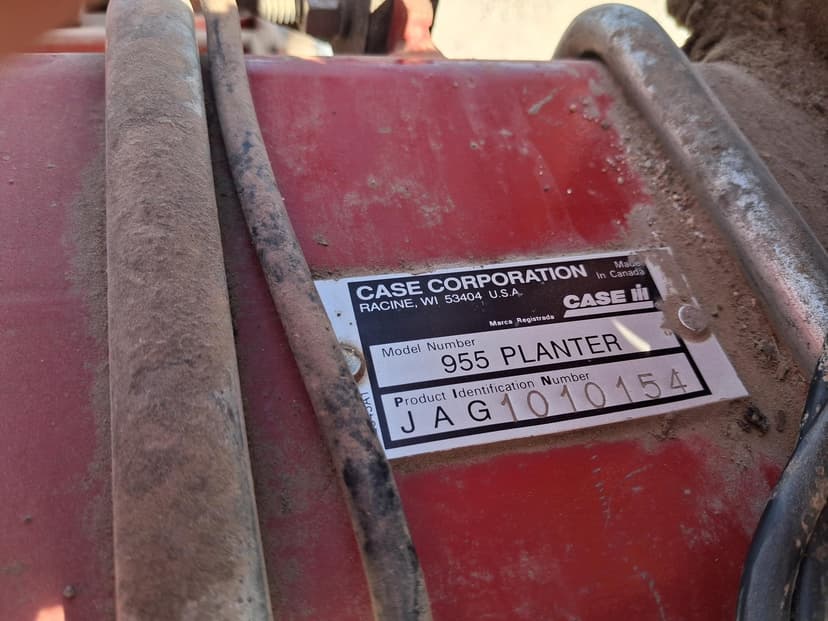 CASE CORPORATION
RACINE, WI 53404 U.S.A.
Made
In Canada
CASE IH
Marca Registrada
Model Number
955 PLANTER
Product Identification Number
JAG1010154